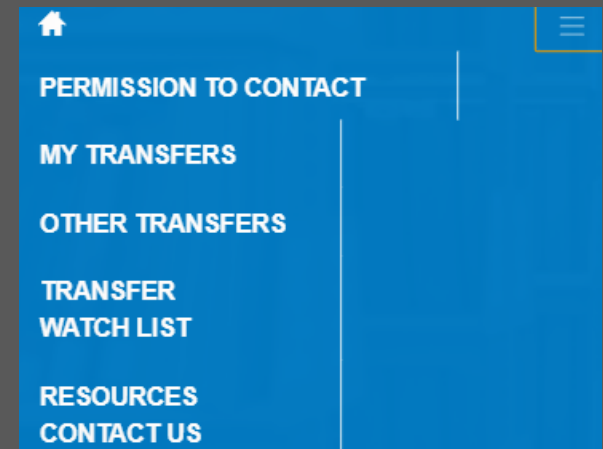 PERMISSION TO CONTACT
MY TRANSFERS
OTHER TRANSFERS
TRANSFER
WATCH LIST
RESOURCES
CONTACT US